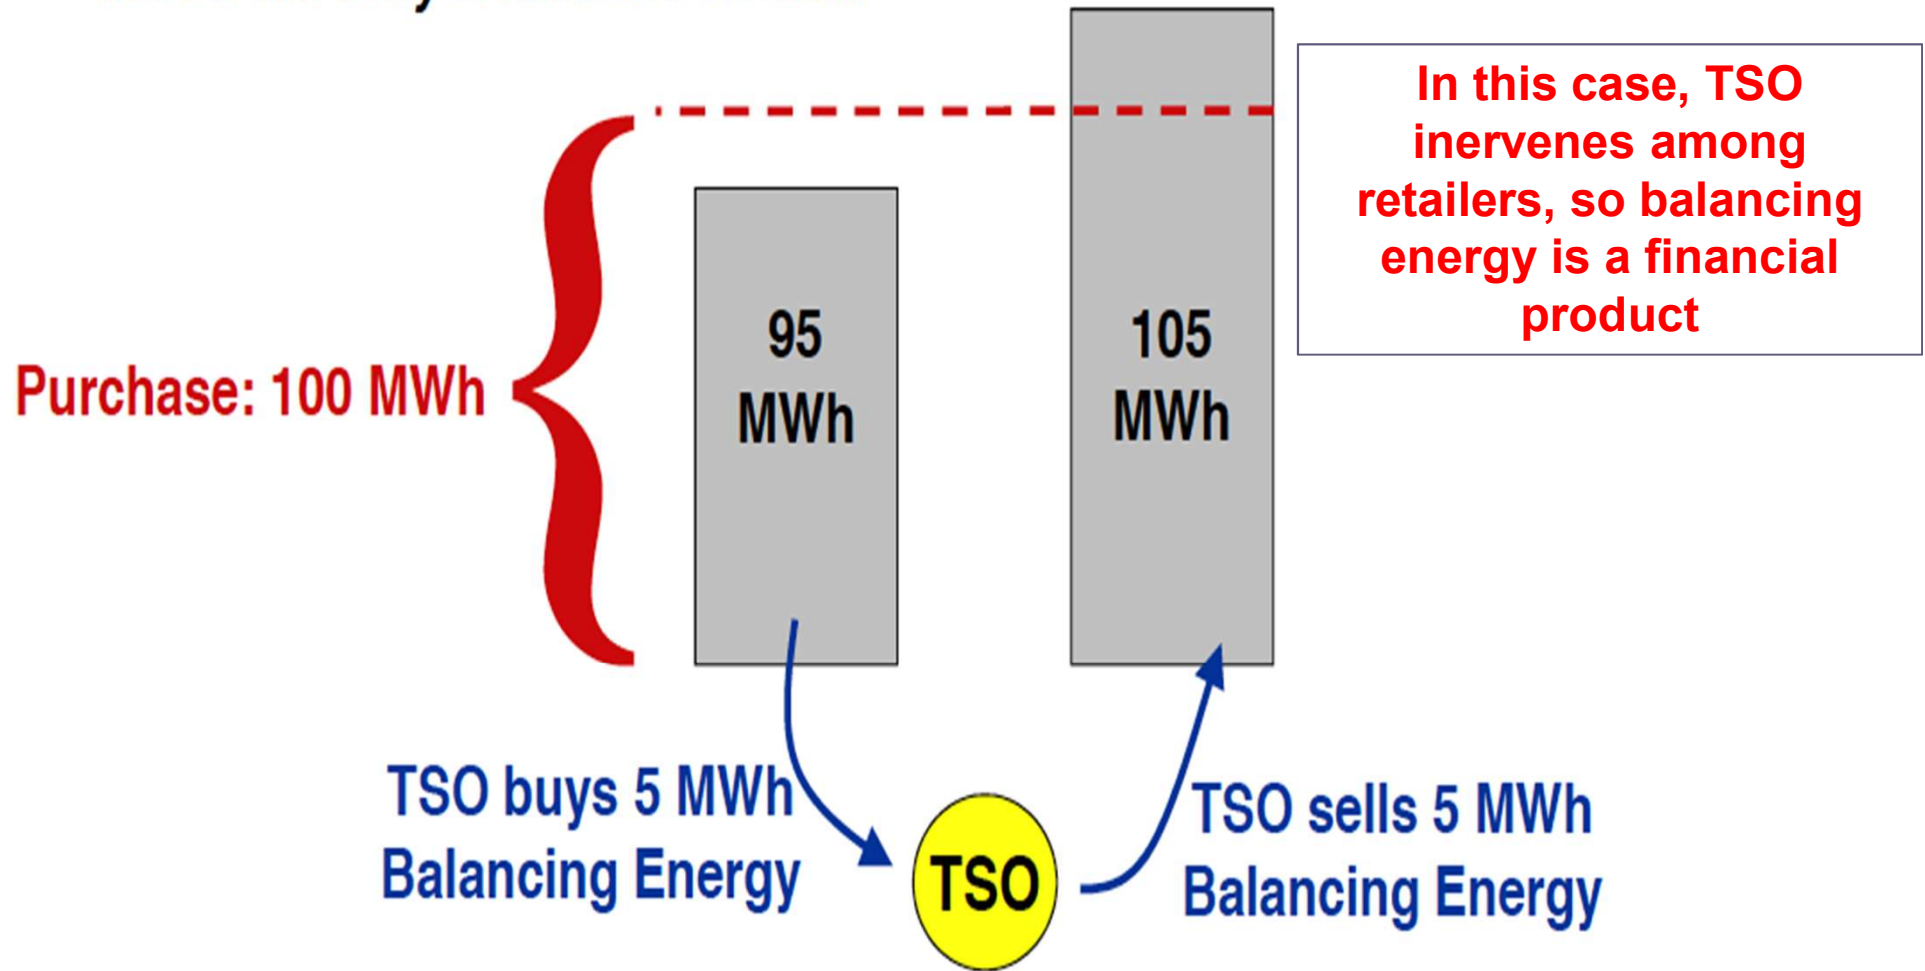 In this case, TSO
inervenes among
retailers, so balancing
energy is a financial
product
95
MWh
105
MWh
Purchase: 100 MWh
TSO buys 5 MWh
Balancing Energy
TSO
TSO sells 5 MWh
Balancing Energy